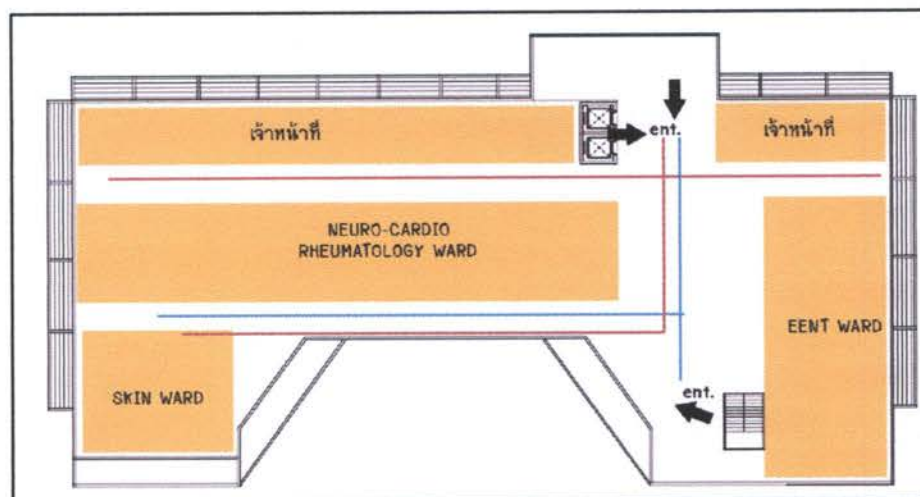 เจ้าหน้าที่
ent.
เจ้าหน้าที่
NEURO-CARDIO
RHEUMATOLOGY WARD
EENT WARD
SKIN WARD
ent.